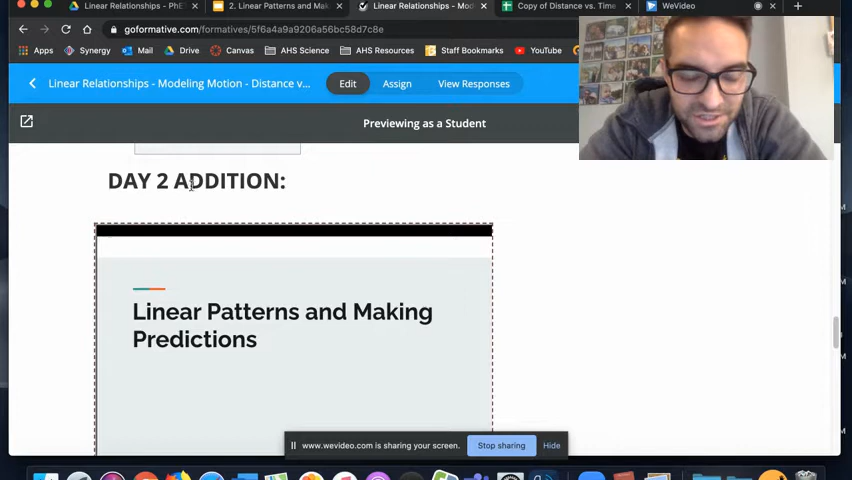 Linear Relationships - PhE
2. Linear Patterns and Maki
Linear Relationships - Mode
Copy of Distance vs. Time
WeVideo
goformative.com/formatives/5f6a4a9a9206a56bc58d7c8e
Apps Synergy Mail Drive Canvas AHS Science AHS Resources Staff Bookmarks YouTube
Linear Relationships - Modeling Motion - Distance v... Edit Assign View Responses
Previewing as a Student
DAY 2 ADDITION:
Linear Patterns and Making
Predictions
www.wevideo.com is sharing your screen. Stop sharing Hide